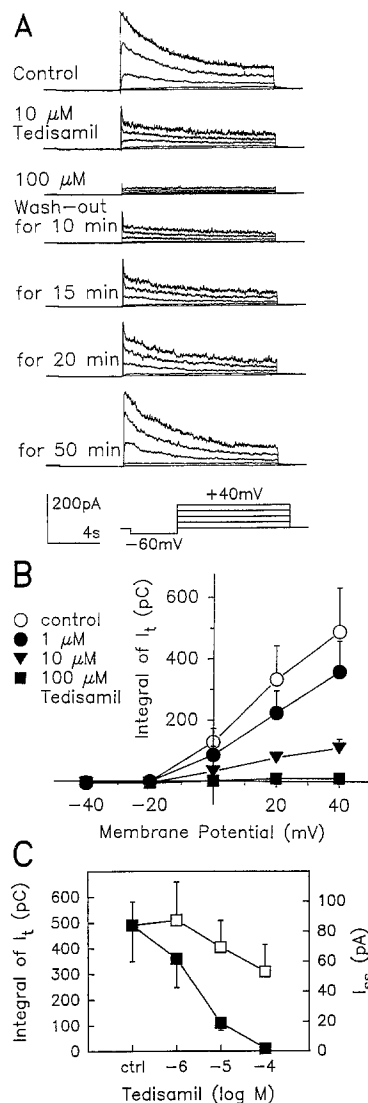 A
Control
10 μM
Tedisamil
100 μM
Wash-out
for 10 min
for 15 min
for 20 min
for 50 min
200pA
4s
+40mV
−60mV
B
○ control
● 1 μM
▼ 10 μM
■ 100 μM
Tedisamil
Integral of It (pC)
600
400
200
−40 −20 0 20 40
Membrane Potential (mV)
C
Integral of It (pC)
600
500
400
300
200
100
0
100
80
60
40
20
0
Iss (pA)
ctrl −6 −5 −4
Tedisamil (log M)